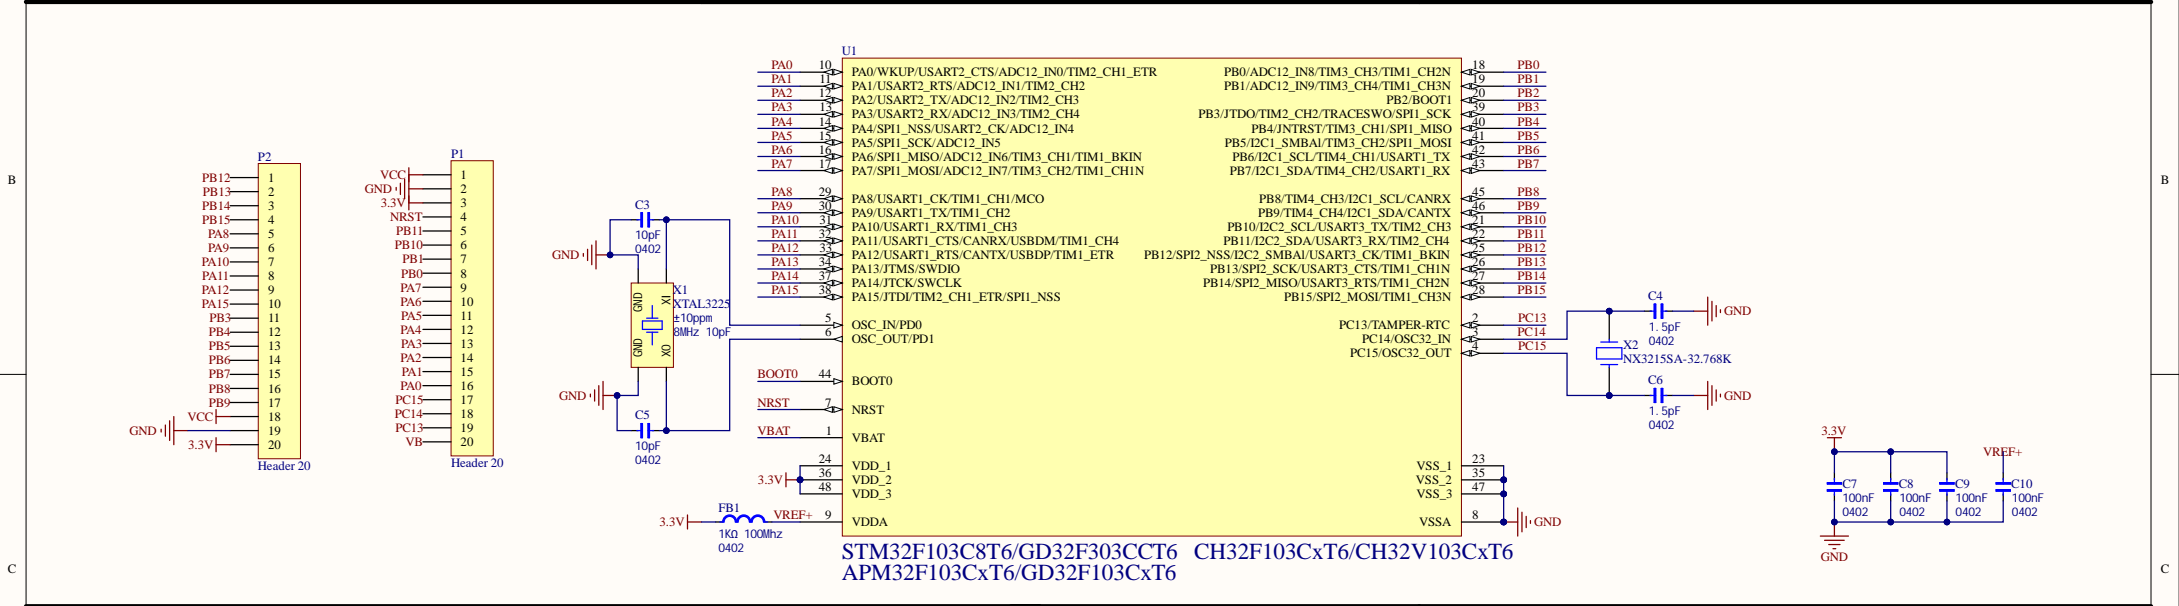 B
C
P2
PB12 1
PB13 2
PB14 3
PB15 4
PA8 5
PA9 6
PA10 7
PA11 8
PA12 9
PA15 10
PB3 11
PB4 12
PB5 13
PB6 14
PB7 15
PB8 16
PB9 17
VCC 18
GND 19
3.3V 20
Header 20
P1
VCC 1
GND 2
3.3V 3
NRST 4
PB11 5
PB10 6
PB1 7
PB0 8
PA7 9
PA6 10
PA5 11
PA4 12
PA3 13
PA2 14
PA1 15
PA0 16
PC15 17
PC14 18
PC13 19
VB 20
Header 20
C3
10pF
0402
GND
GND XI
X1
XTAL3225
±10ppm
8MHz 10pF
GND XO
GND
C5
10pF
0402
U1
PA0 10 PA0/WKUP/USART2_CTS/ADC12_IN0/TIM2_CH1_ETR
PA1 11 PA1/USART2_RTS/ADC12_IN1/TIM2_CH2
PA2 12 PA2/USART2_TX/ADC12_IN2/TIM2_CH3
PA3 13 PA3/USART2_RX/ADC12_IN3/TIM2_CH4
PA4 14 PA4/SPI1_NSS/USART2_CK/ADC12_IN4
PA5 15 PA5/SPI1_SCK/ADC12_IN5
PA6 16 PA6/SPI1_MISO/ADC12_IN6/TIM3_CH1/TIM1_BKIN
PA7 17 PA7/SPI1_MOSI/ADC12_IN7/TIM3_CH2/TIM1_CH1N
PA8 29 PA8/USART1_CK/TIM1_CH1/MCO
PA9 30 PA9/USART1_TX/TIM1_CH2
PA10 31 PA10/USART1_RX/TIM1_CH3
PA11 32 PA11/USART1_CTS/CANRX/USBDM/TIM1_CH4
PA12 33 PA12/USART1_RTS/CANTX/USBDP/TIM1_ETR
PA13 34 PA13/JTMS/SWDIO
PA14 37 PA14/JTCK/SWCLK
PA15 38 PA15/JTDI/TIM2_CH1_ETR/SPI1_NSS
5 OSC_IN/PD0
6 OSC_OUT/PD1
BOOT0 44 BOOT0
NRST 7 NRST
VBAT 1 VBAT
24 VDD_1
3.3V 36 VDD_2
48 VDD_3
3.3V FB1 VREF+ 9 VDDA
1KΩ 100Mhz
0402
PB0/ADC12_IN8/TIM3_CH3/TIM1_CH2N 18 PB0
PB1/ADC12_IN9/TIM3_CH4/TIM1_CH3N 19 PB1
PB2/BOOT1 20 PB2
PB3/JTDO/TIM2_CH2/TRACESWO/SPI1_SCK 39 PB3
PB4/JNTRST/TIM3_CH1/SPI1_MISO 40 PB4
PB5/I2C1_SMBAI/TIM3_CH2/SPI1_MOSI 41 PB5
PB6/I2C1_SCL/TIM4_CH1/USART1_TX 42 PB6
PB7/I2C1_SDA/TIM4_CH2/USART1_RX 43 PB7
PB8/TIM4_CH3/I2C1_SCL/CANRX 45 PB8
PB9/TIM4_CH4/I2C1_SDA/CANTX 46 PB9
PB10/I2C2_SCL/USART3_TX/TIM2_CH3 21 PB10
PB11/I2C2_SDA/USART3_RX/TIM2_CH4 22 PB11
PB12/SPI2_NSS/I2C2_SMBAI/USART3_CK/TIM1_BKIN 25 PB12
PB13/SPI2_SCK/USART3_CTS/TIM1_CH1N 26 PB13
PB14/SPI2_MISO/USART3_RTS/TIM1_CH2N 27 PB14
PB15/SPI2_MOSI/TIM1_CH3N 28 PB15
PC13/TAMPER-RTC 2 PC13
PC14/OSC32_IN 3 PC14
PC15/OSC32_OUT 4 PC15
VSS_1 23
VSS_2 35
VSS_3 47
VSSA 8 GND
STM32F103C8T6/GD32F303CCT6 CH32F103CxT6/CH32V103CxT6
APM32F103CxT6/GD32F103CxT6
C4
GND
1.5pF
0402
X2
NX3215SA-32.768K
C6
GND
1.5pF
0402
3.3V VREF+
C7 C8 C9 C10
100nF 100nF 100nF 100nF
0402 0402 0402 0402
GND
B
C